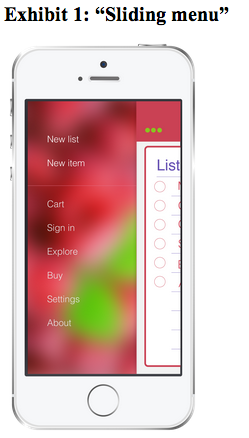 Exhibit 1: “Sliding menu”
New list
New item
Cart
Sign in
Explore
Buy
Settings
About
List